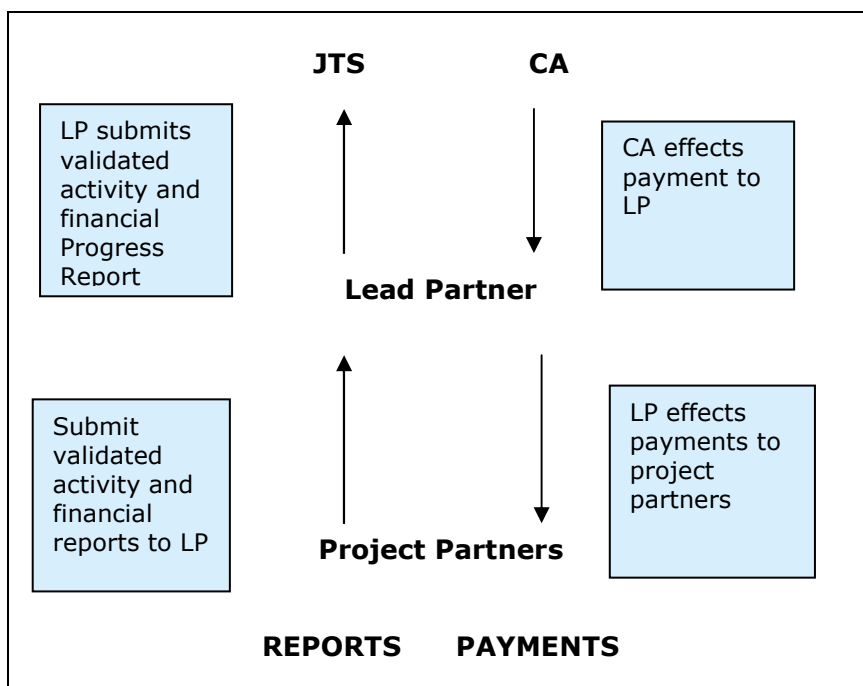 JTS CA
LP submits
validated
activity and
financial
Progress
Report
CA effects
payment to
LP
Lead Partner
Submit
validated
activity and
financial
reports to LP
LP effects
payments to
project
partners
Project Partners
REPORTS PAYMENTS